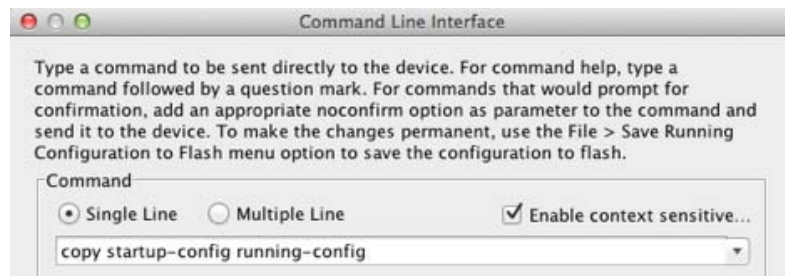 Command Line Interface
Type a command to be sent directly to the device. For command help, type a
command followed by a question mark. For commands that would prompt for
confirmation, add an appropriate noconfirm option as parameter to the command and
send it to the device. To make the changes permanent, use the File > Save Running
Configuration to Flash menu option to save the configuration to flash.
Command
Single Line Multiple Line Enable context sensitive...
copy startup-config running-config